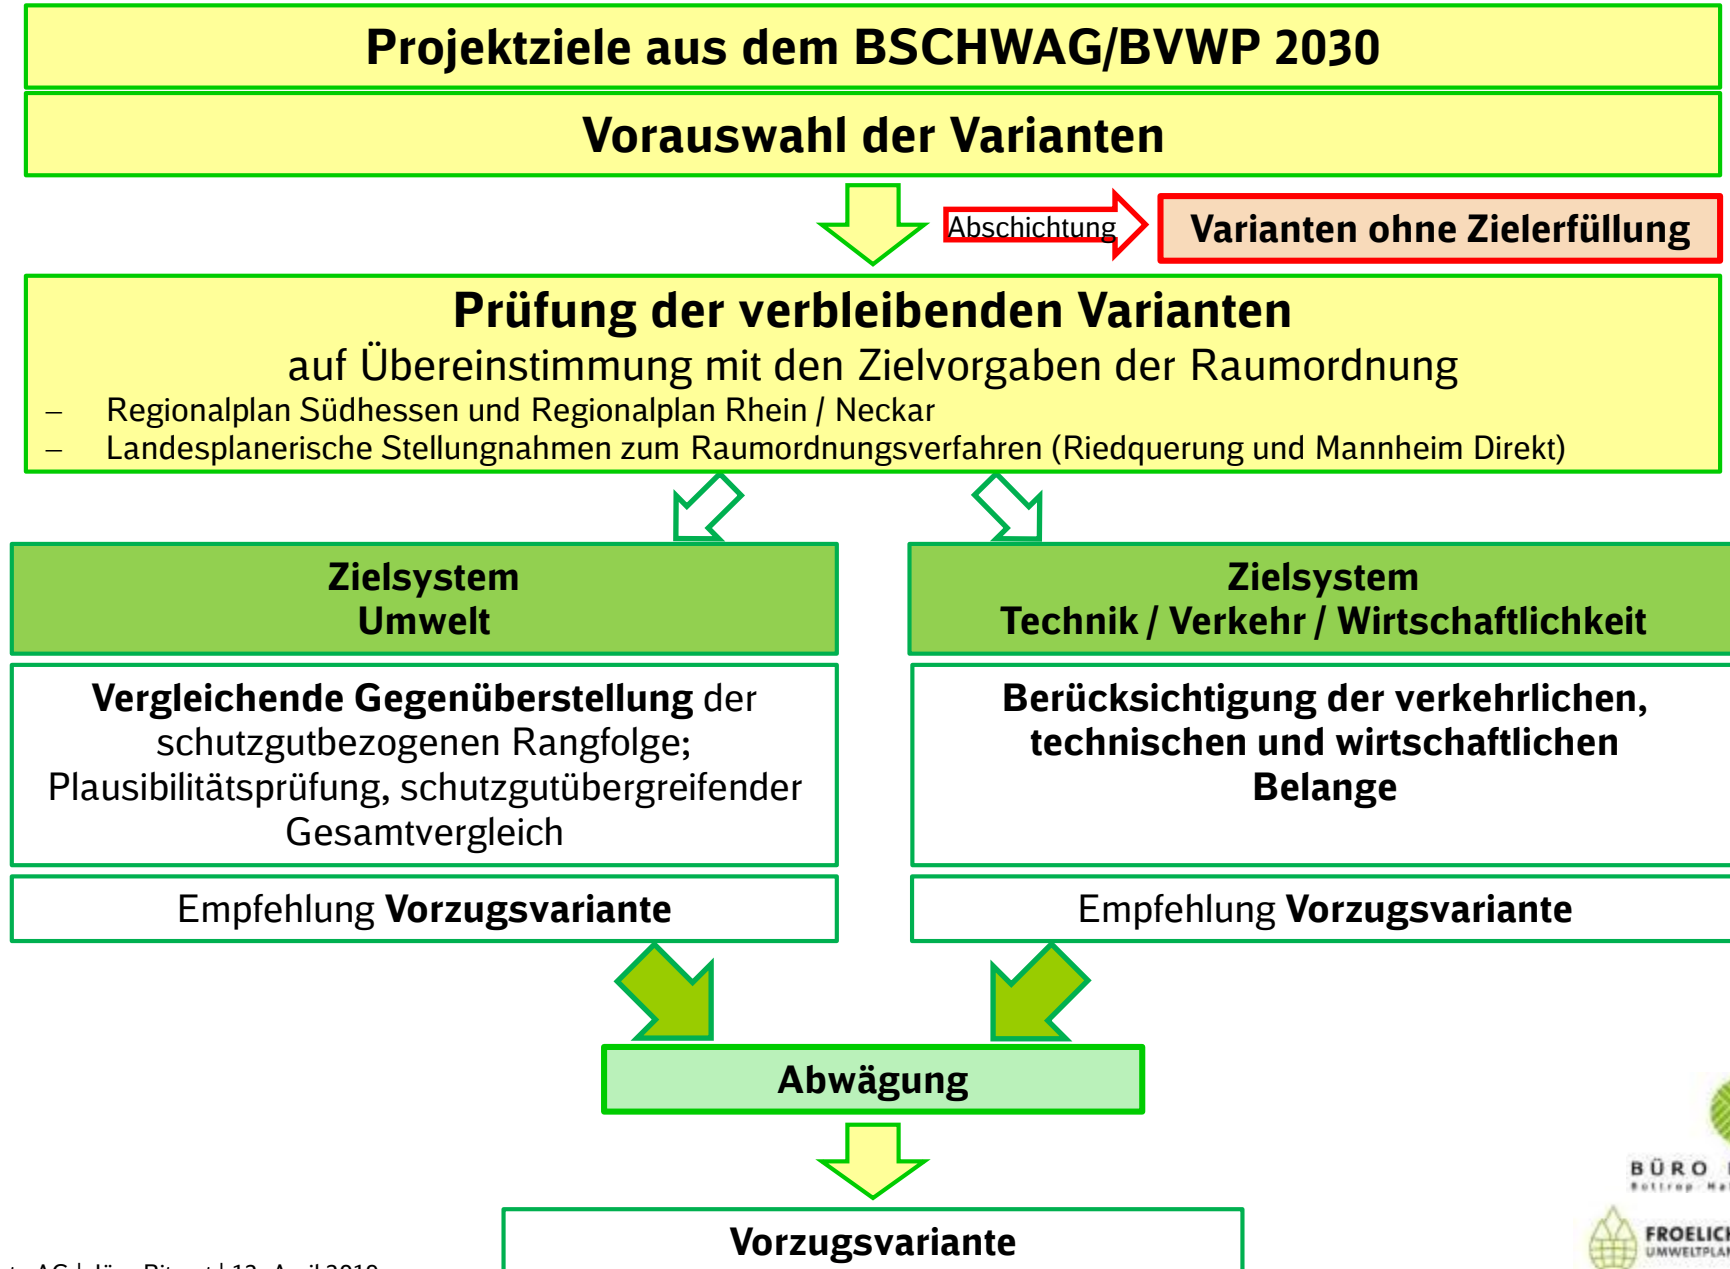 Projektziele aus dem BSCHWAG/BVWP 2030
Vorauswahl der Varianten
Abschichtung
Varianten ohne Zielerfüllung
Prüfung der verbleibenden Varianten
auf Übereinstimmung mit den Zielvorgaben der Raumordnung
– Regionalplan Südhessen und Regionalplan Rhein / Neckar
– Landesplanerische Stellungnahmen zum Raumordnungsverfahren (Riedquerung und Mannheim Direkt)
Zielsystem
Umwelt
Vergleichende Gegenüberstellung der
schutzgutbezogenen Rangfolge;
Plausibilitätsprüfung, schutzgutübergreifender
Gesamtvergleich
Empfehlung Vorzugsvariante
Zielsystem
Technik / Verkehr / Wirtschaftlichkeit
Berücksichtigung der verkehrlichen,
technischen und wirtschaftlichen
Belange
Empfehlung Vorzugsvariante
Abwägung
Vorzugsvariante
BÜRO
Bottrop